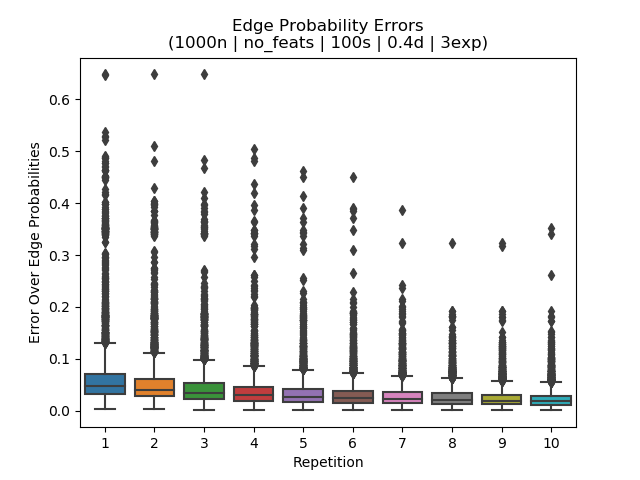 Edge Probability Errors
(1000n | no_feats | 100s | 0.4d | 3exp)
Error Over Edge Probabilities
0.6
0.5
0.4
0.3
0.2
0.1
0.0
1 2 3 4 5 6 7 8 9 10
Repetition